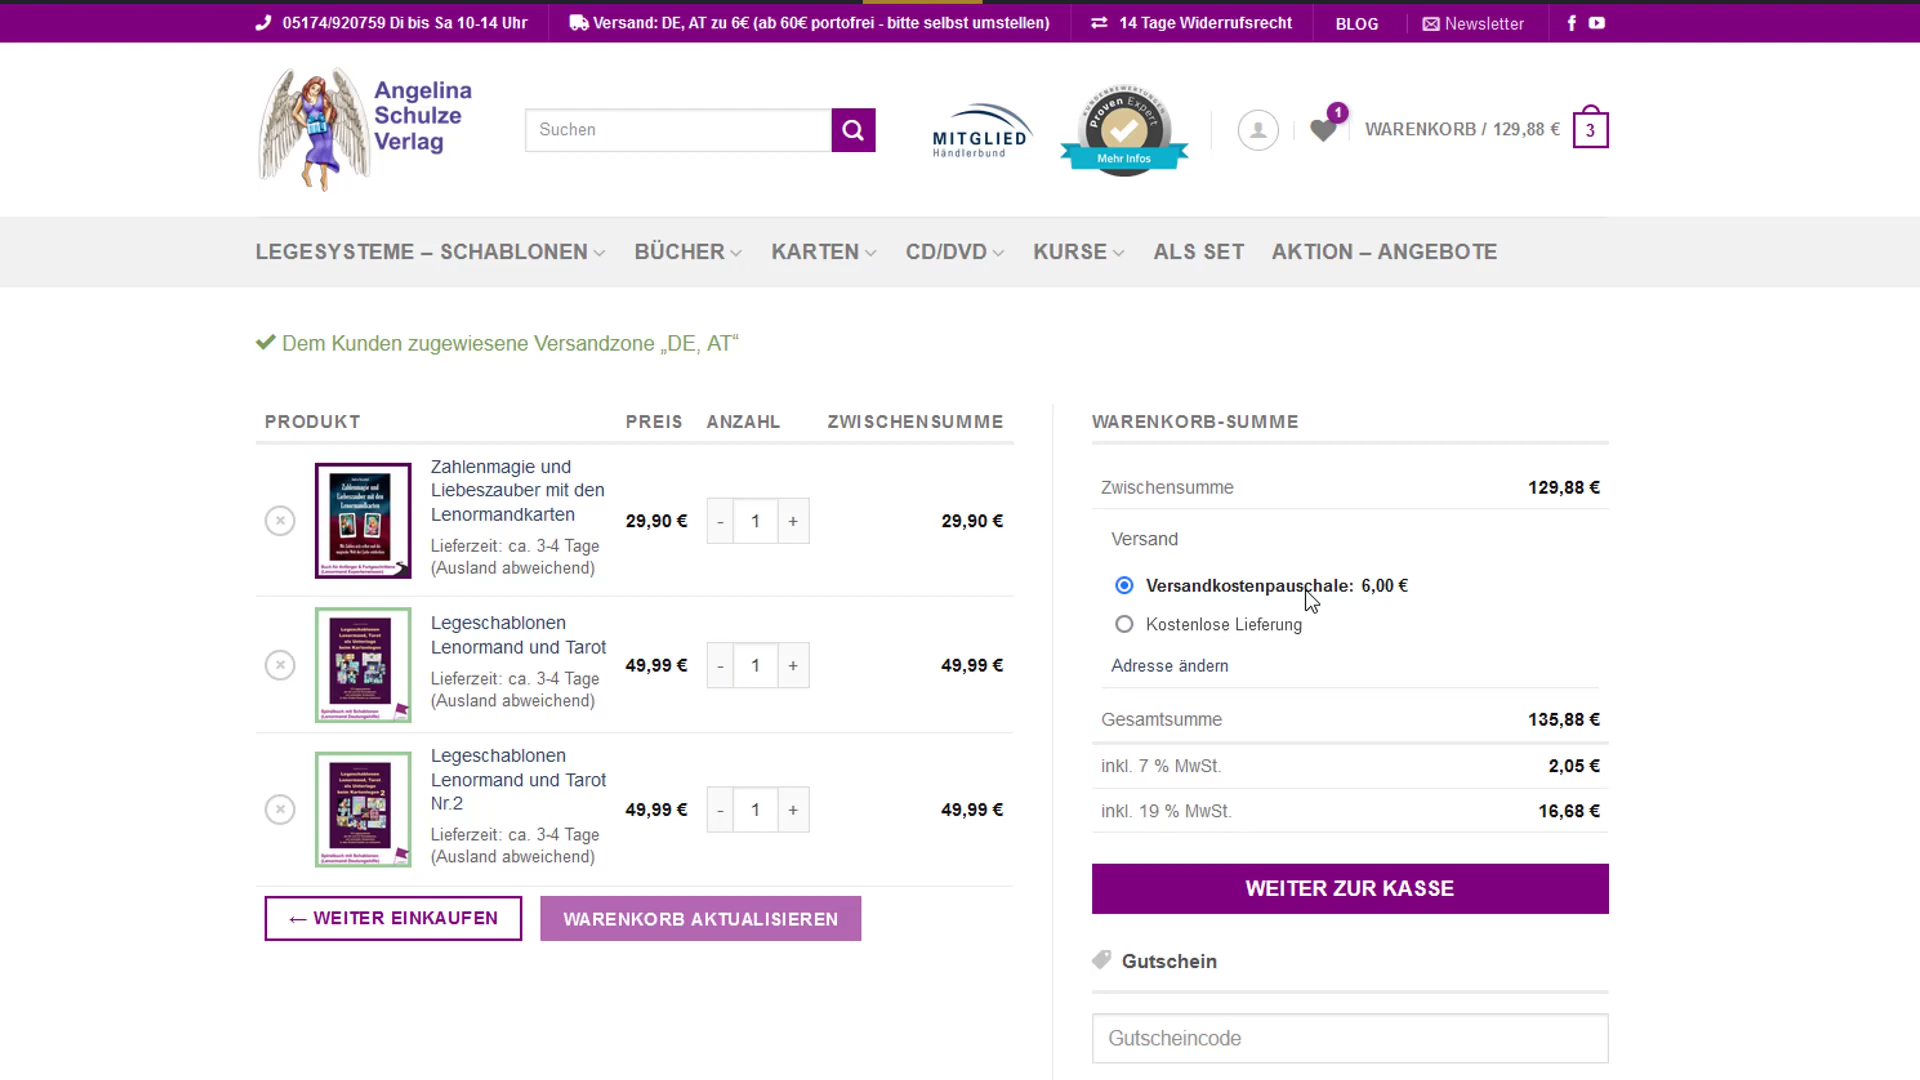 05174/920759 Di bis Sa 10-14 Uhr
Versand: DE, AT zu 6€ (ab 60€ portofrei - bitte selbst umstellen)
14 Tage Widerrufsrecht
BLOG
Newsletter
Angelina
Schulze
Verlag
Suchen
MITGLIED
Händlerbund
KUNDENBEWERTUNGEN
Proven Expert
Mehr Infos
1
WARENKORB / 129,88 €
3
LEGESYSTEME – SCHABLONEN
BÜCHER
KARTEN
CD/DVD
KURSE
ALS SET
AKTION – ANGEBOTE
Dem Kunden zugewiesene Versandzone „DE, AT“
PRODUKT PREIS ANZAHL ZWISCHENSUMME
Zahlenmagie und
Liebeszauber mit den
Lenormandkarten
Lieferzeit: ca. 3-4 Tage
(Ausland abweichend)
29,90 €
- 1 +
29,90 €
Legeschablonen
Lenormand und Tarot
Lieferzeit: ca. 3-4 Tage
(Ausland abweichend)
49,99 €
- 1 +
49,99 €
Legeschablonen
Lenormand und Tarot
Nr.2
Lieferzeit: ca. 3-4 Tage
(Ausland abweichend)
49,99 €
- 1 +
49,99 €
← WEITER EINKAUFEN
WARENKORB AKTUALISIEREN
WARENKORB-SUMME
Zwischensumme 129,88 €
Versand
Versandkostenpauschale: 6,00 €
Kostenlose Lieferung
Adresse ändern
Gesamtsumme 135,88 €
inkl. 7 % MwSt. 2,05 €
inkl. 19 % MwSt. 16,68 €
WEITER ZUR KASSE
Gutschein
Gutscheincode